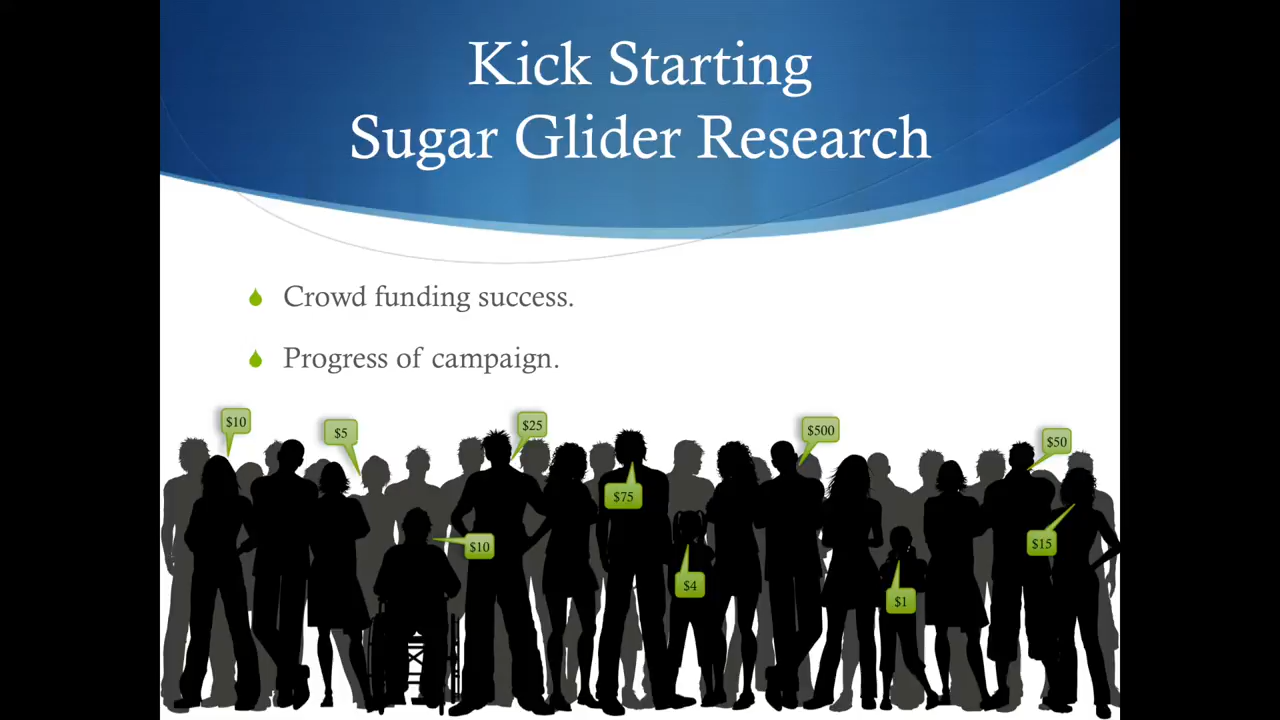 Kick Starting
Sugar Glider Research
Crowd funding success.
Progress of campaign.
$10
$5
$25
$500
$50
$75
$10
$15
$4
$1